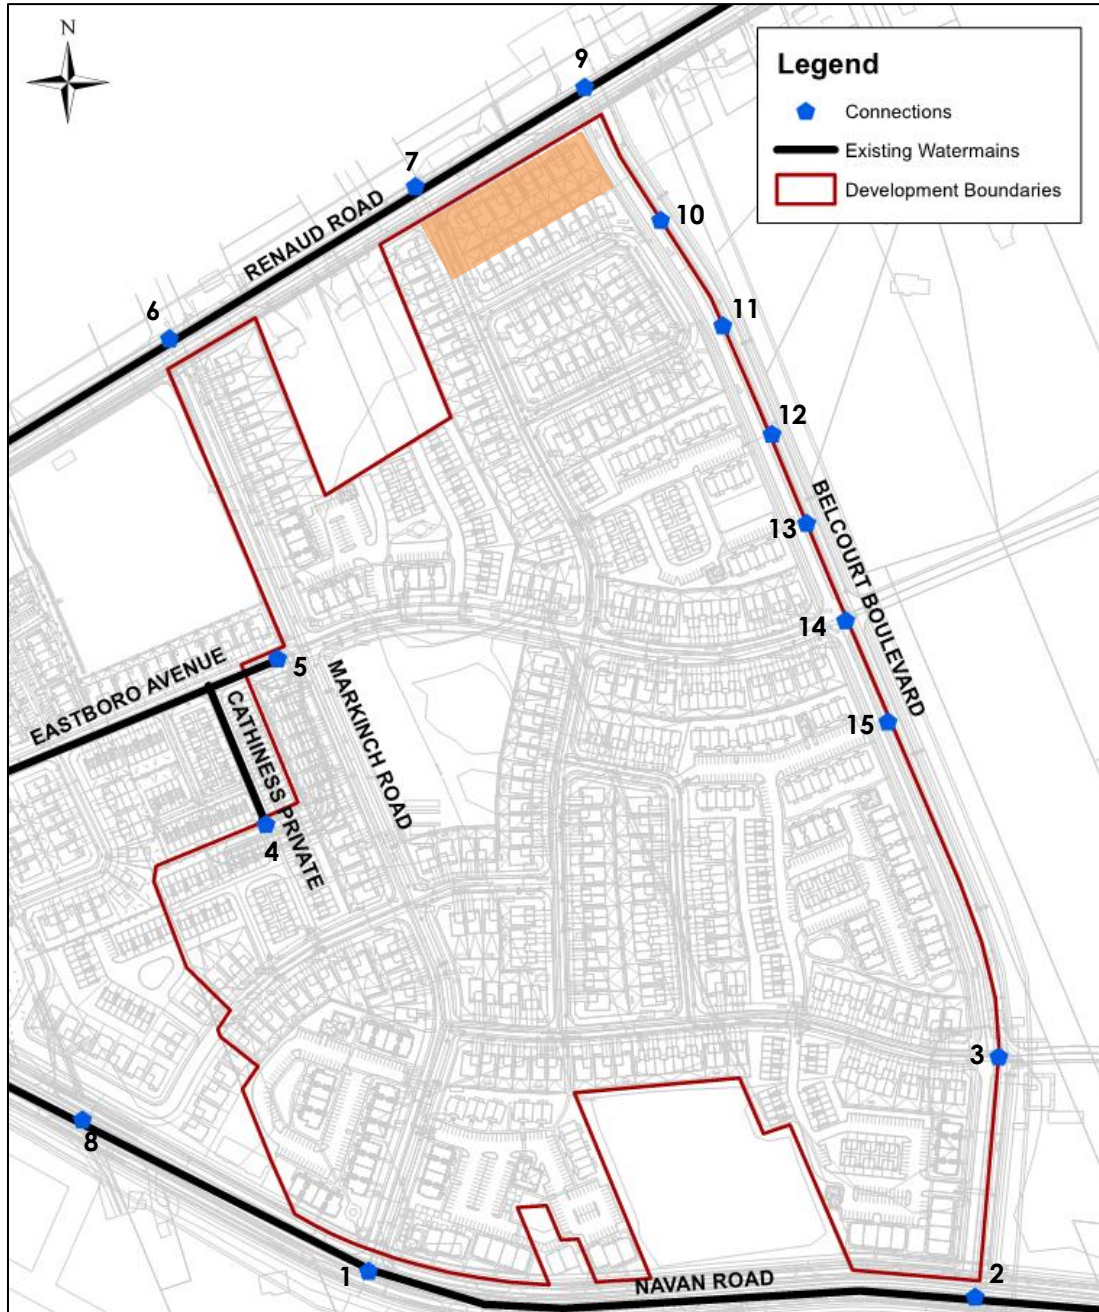 N
9
Legend
Connections
Existing Watermains
Development Boundaries
7
RENAUD ROAD
10
6
11
12
BELCOURT BOULEVARD
13
14
5
EASTBORO AVENUE
MARKINCH ROAD
CATHINESS PRIVATE
15
4
3
8
1
NAVAN ROAD
2